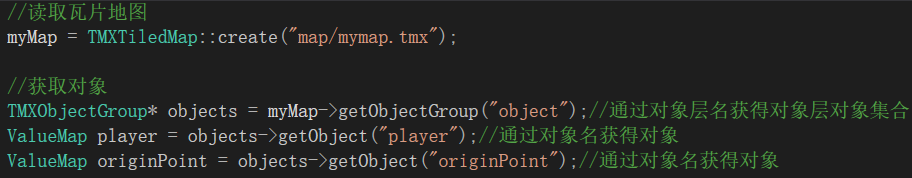 //读取瓦片地图
myMap = TMXTiledMap::create("map/mymap.tmx");
//获取对象
TMXObjectGroup* objects = myMap->getObjectGroup("object");//通过对象层名获得对象层对象集合
ValueMap player = objects->getObject("player");//通过对象名获得对象
ValueMap originPoint = objects->getObject("originPoint");//通过对象名获得对象